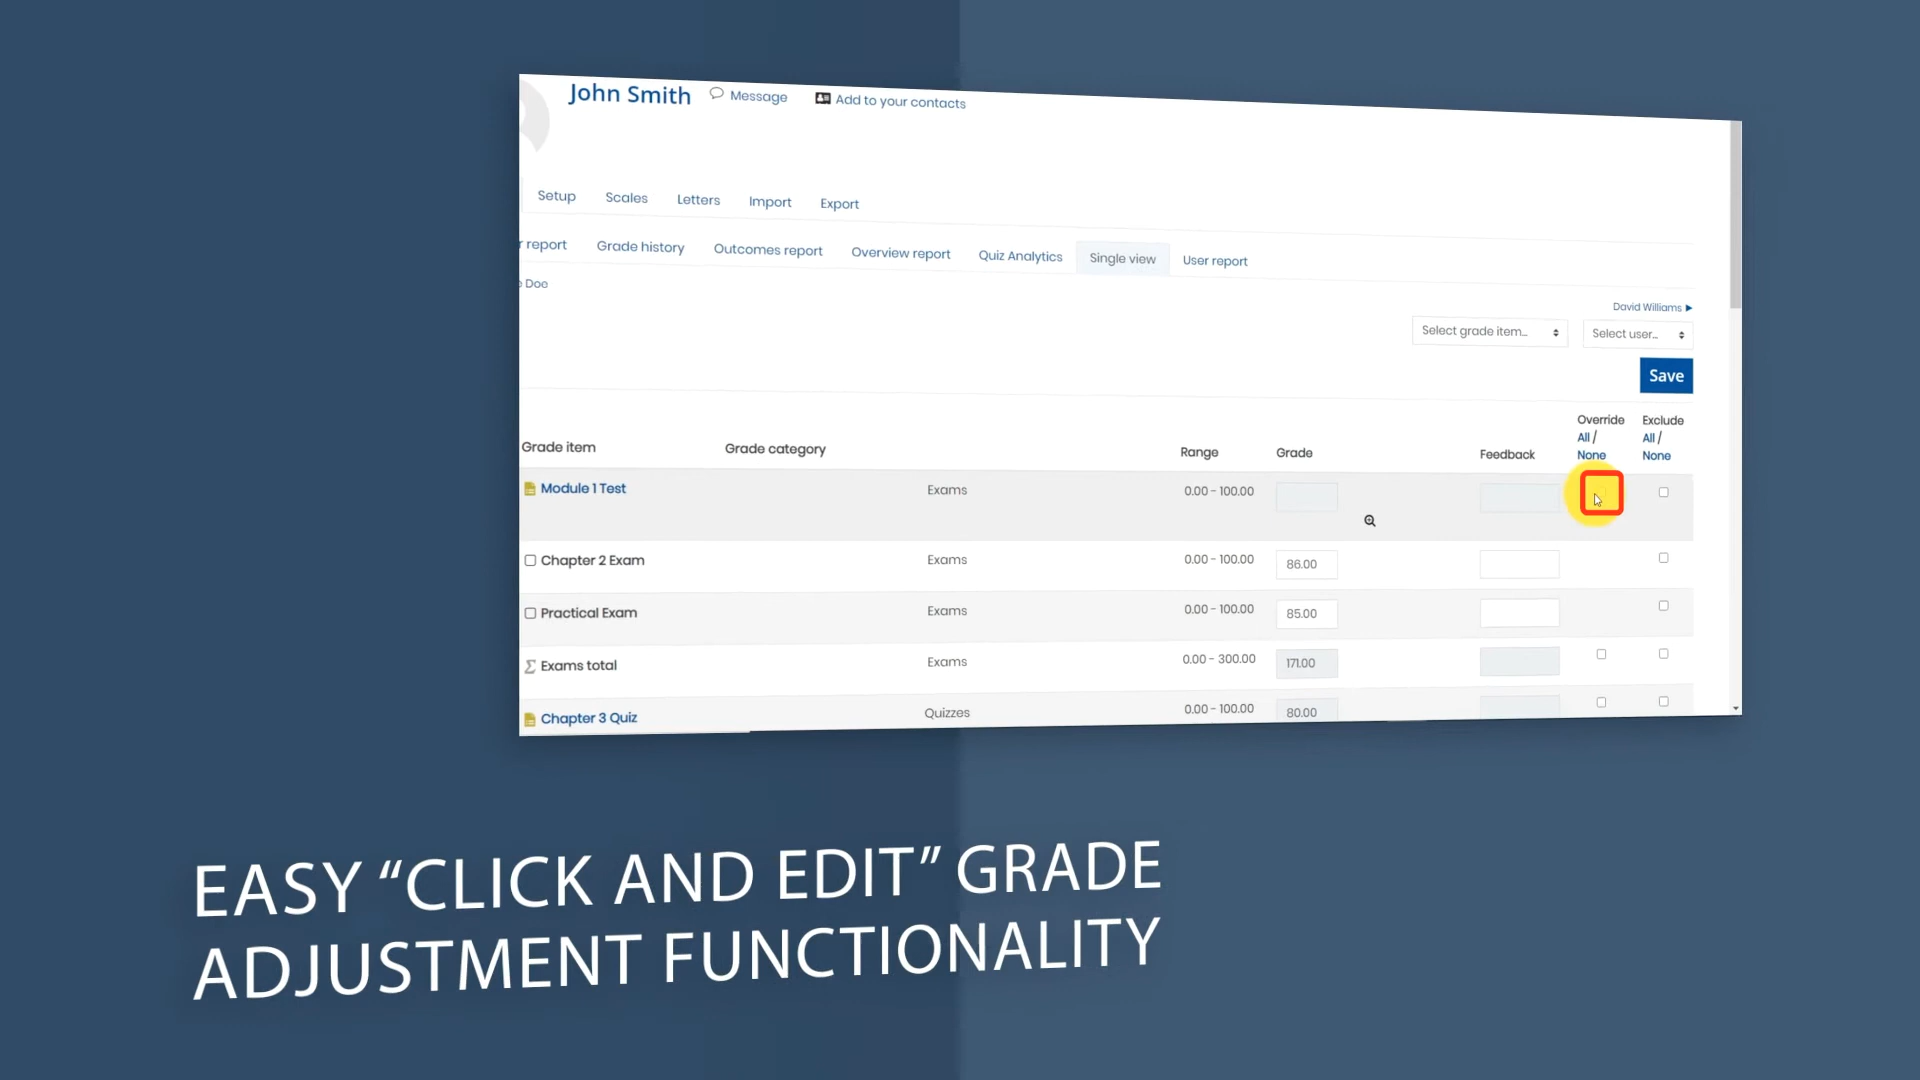 John Smith Message Add to your contacts
Setup Scales Letters Import Export
r report Grade history Outcomes report Overview report Quiz Analytics Single view User report
Doe
David Williams ▶
Select grade item... Select user...
Save
Grade item Grade category Range Grade Feedback Override All / None Exclude All / None
Module 1 Test Exams 0.00 - 100.00
Chapter 2 Exam Exams 0.00 - 100.00 86.00
Practical Exam Exams 0.00 - 100.00 85.00
Σ Exams total Exams 0.00 - 300.00 171.00
Chapter 3 Quiz Quizzes 0.00 - 100.00 80.00
EASY “CLICK AND EDIT” GRADE
ADJUSTMENT FUNCTIONALITY